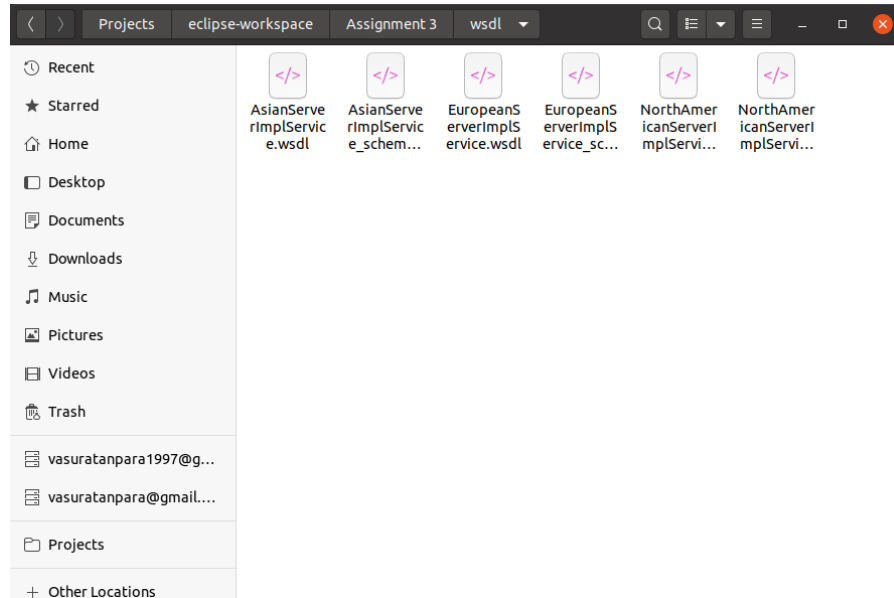 Projects eclipse-workspace Assignment 3 wsdl
Recent
Starred
Home
Desktop
Documents
Downloads
Music
Pictures
Videos
Trash
vasuratanpara1997@g...
vasuratanpara@gmail....
Projects
Other Locations
</>
AsianServe
rImplServic
e.wsdl
</>
AsianServe
rImplServic
e_schem...
</>
EuropeanS
erverImplS
ervice.wsdl
</>
EuropeanS
erverImplS
ervice_sc...
</>
NorthAmer
icanServerI
mplServi...
</>
NorthAmer
icanServerI
mplServi...